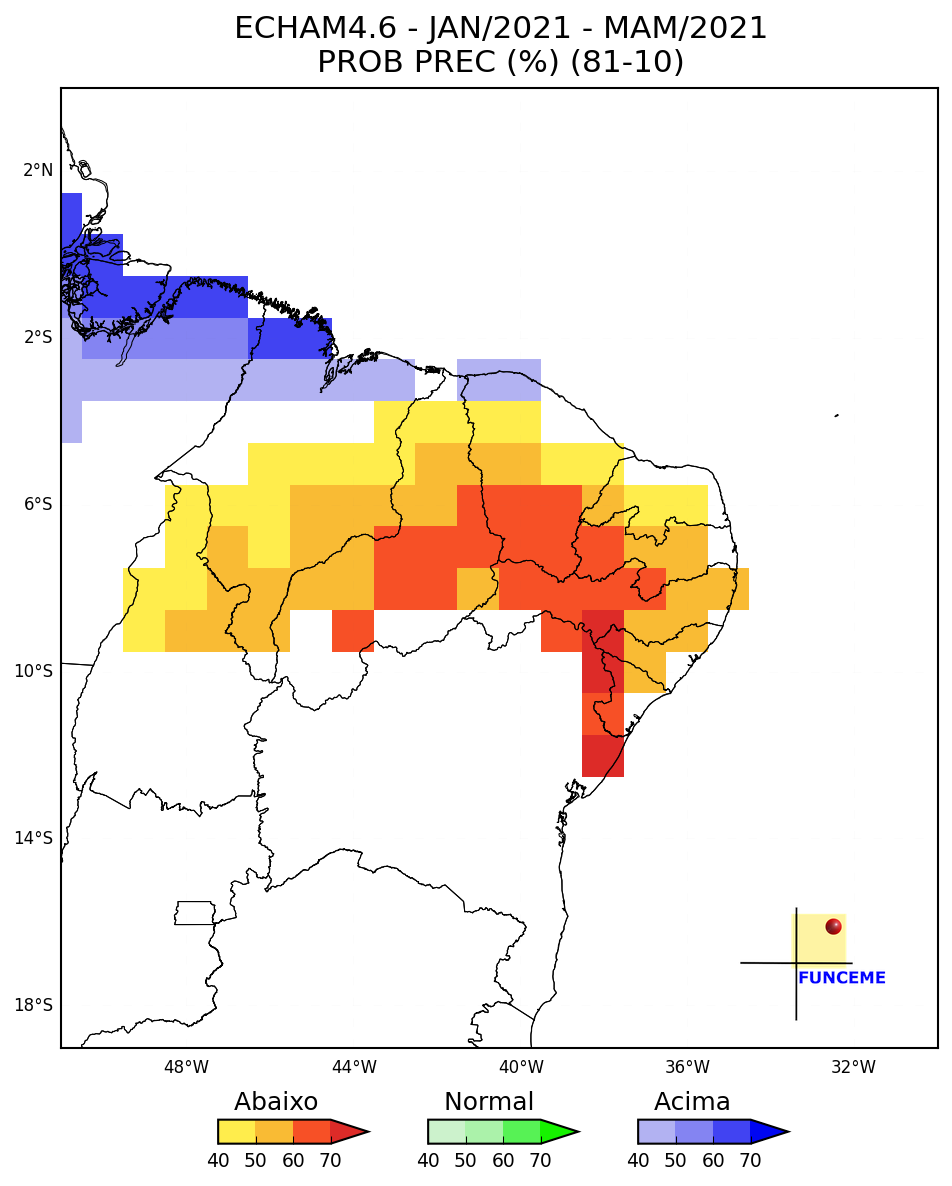 ECHAM4.6 - JAN/2021 - MAM/2021
PROB PREC (%) (81-10)
2°N
2°S
6°S
10°S
14°S
18°S
FUNCEME
48°W 44°W 40°W 36°W 32°W
Abaixo Normal Acima
40 50 60 70 40 50 60 70 40 50 60 70